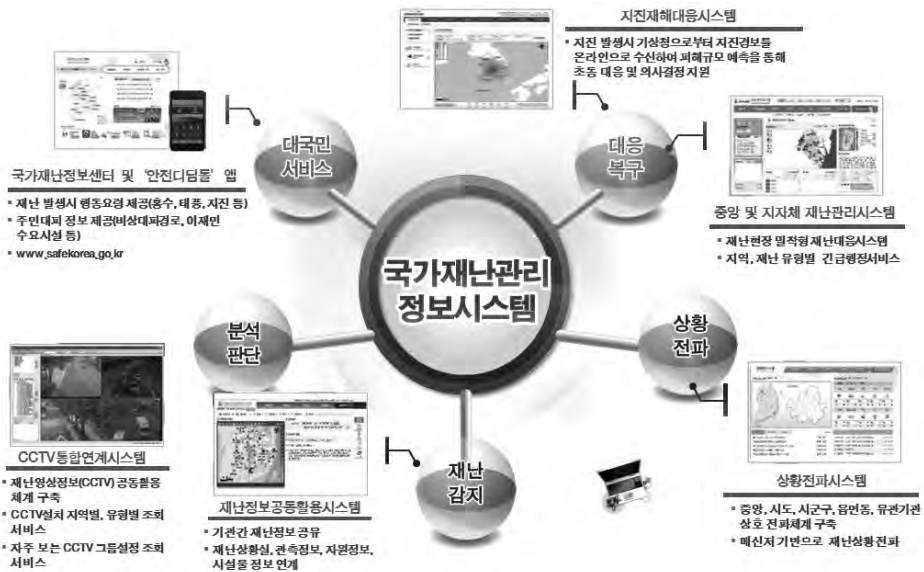 지진재해대응시스템
▪ 지진 발생시 기상청으로부터 지진경보를
온라인으로 수신하여 피해규모 예측을 통해
초동 대응 및 의사결정 지원
대국민
서비스
대응
복구
국가재난정보센터 및 '안전디딤돌' 앱
▪ 재난 발생시 행동요령 제공(홍수, 태풍, 지진 등)
▪ 주민대피 정보 제공(비상대피경로, 이재민
수요시설 등)
▪ www.safekorea.go.kr
중앙 및 지자체 재난관리시스템
▪ 재난현장 밀착형 재난대응시스템
▪ 지역, 재난 유형별 긴급행정서비스
국가재난관리
정보시스템
분석
판단
상황
전파
재난
감지
CCTV통합연계시스템
▪ 재난영상정보(CCTV) 공동활용
체계 구축
▪ CCTV설치 지역별, 유형별 조회
서비스
▪ 자주 보는 CCTV 그룹설정 조회
서비스
재난정보공동활용시스템
▪ 기관간 재난정보 공유
▪ 재난상황실, 관측정보, 자원정보,
시설물 정보 연계
상황전파시스템
▪ 중앙, 시도, 시군구, 읍면동, 유관기관
상호 전파체계 구축
▪ 메신저 기반으로 재난상황 전파